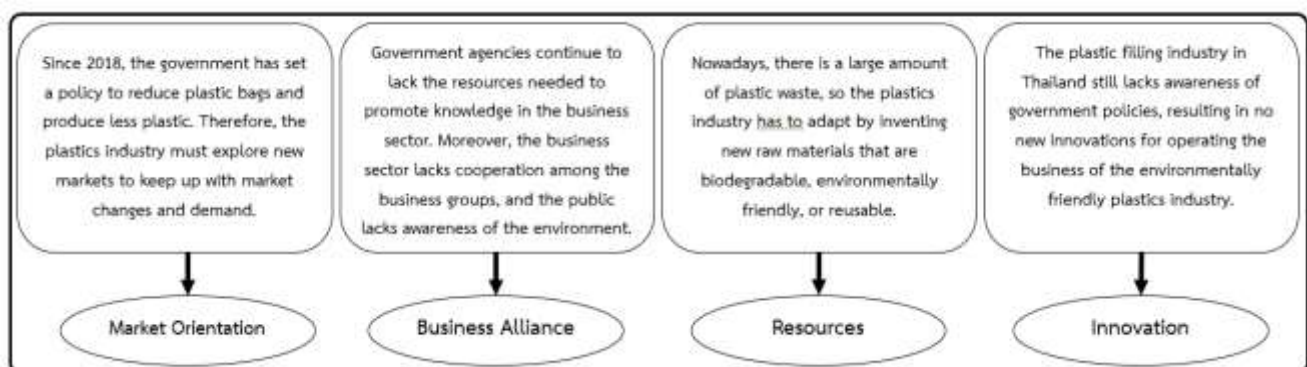 Since 2018, the government has set
a policy to reduce plastic bags and
produce less plastic. Therefore, the
plastics industry must explore new
markets to keep up with market
changes and demand.
Government agencies continue to
lack the resources needed to
promote knowledge in the business
sector. Moreover, the business
sector lacks cooperation among the
business groups, and the public
lacks awareness of the environment.
Nowadays, there is a large amount
of plastic waste, so the plastics
industry has to adapt by inventing
new raw materials that are
biodegradable, environmentally
friendly, or reusable.
The plastic filling industry in
Thailand still lacks awareness of
government policies, resulting in no
new innovations for operating the
business of the environmentally
friendly plastics industry.
Market Orientation
Business Alliance
Resources
Innovation